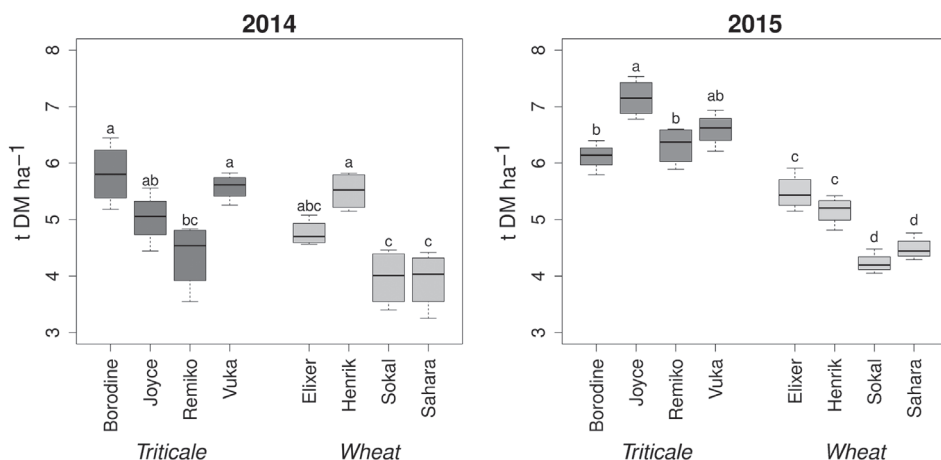 2014
t DM ha⁻¹
8
7
6
5
4
3
a
ab
bc
a
abc
a
c
c
Borodine
Joyce
Remiko
Vuka
Elixer
Henrik
Sokal
Sahara
Triticale
Wheat
2015
t DM ha⁻¹
8
7
6
5
4
3
b
a
b
ab
c
c
d
d
Borodine
Joyce
Remiko
Vuka
Elixer
Henrik
Sokal
Sahara
Triticale
Wheat